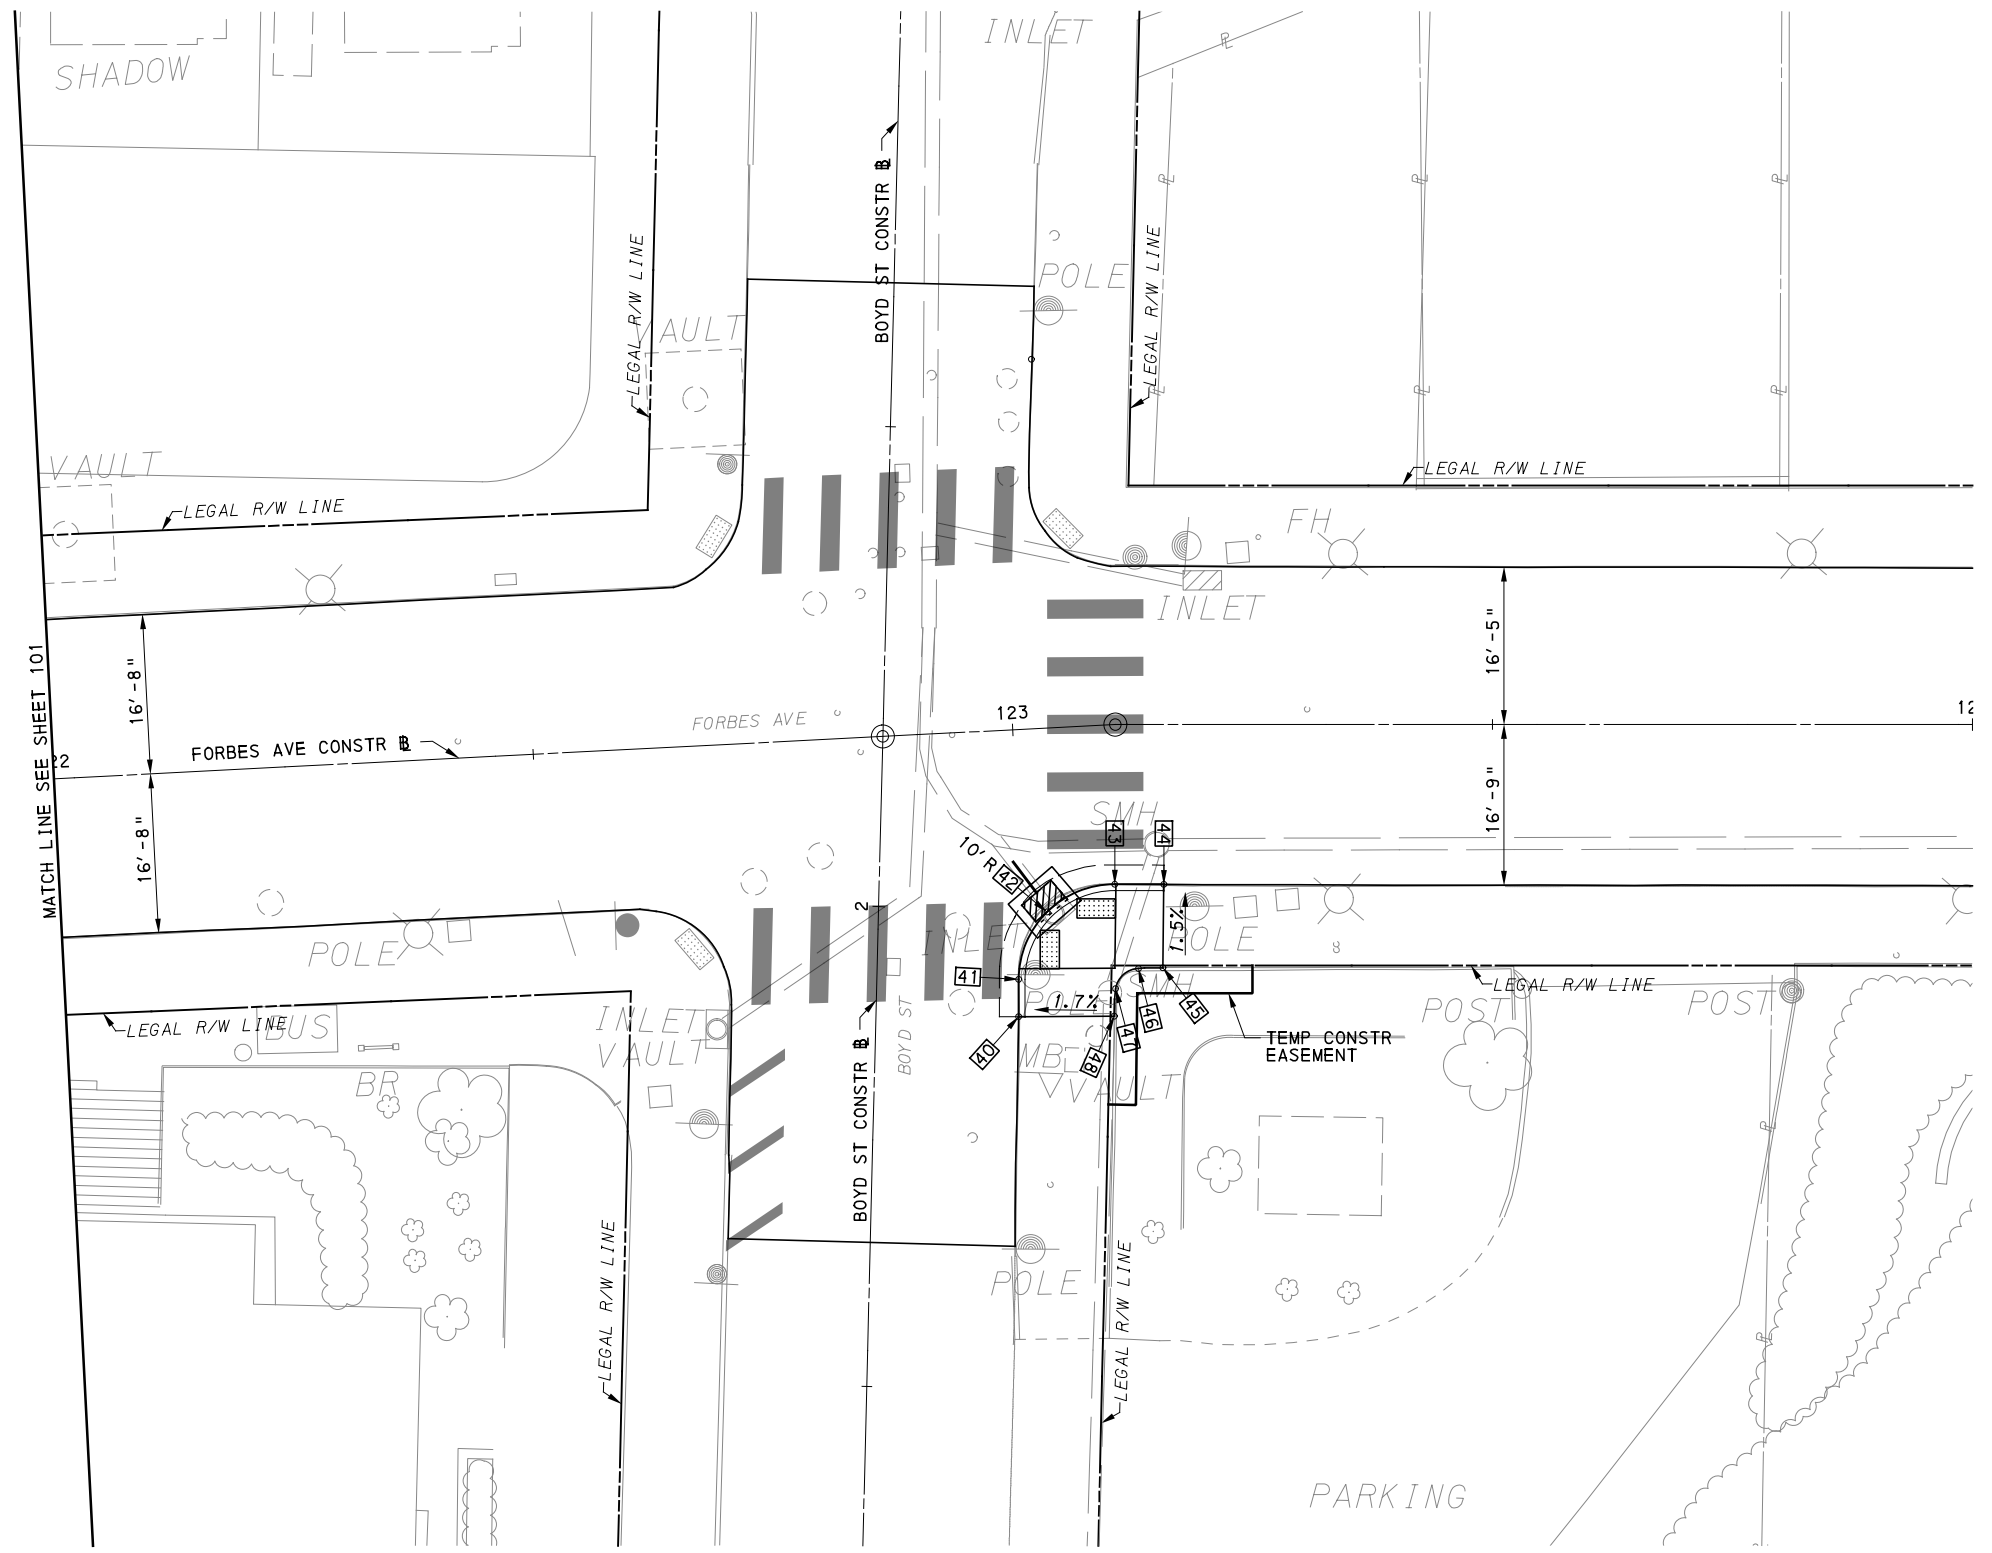 INLET
SHADOW
BOYD ST CONSTR BL
LEGAL R/W LINE
LEGAL R/W LINE
POLE
VAULT
VAULT
LEGAL R/W LINE
LEGAL R/W LINE
FH
INLET
MATCH LINE SEE SHEET 101
16'-8"
16'-5"
FORBES AVE
123
FORBES AVE CONSTR BL
16'-8"
16'-9"
SMH
43
44
10' R
42
2
INLET
1.5%
POLE
POLE
41
POLE
SMH
1.7%
LEGAL R/W LINE
POST
POST
LEGAL R/W LINE
BUS
INLET
VAULT
BOYD ST
40
MB
VAULT
48
47
46
45
TEMP CONSTR
EASEMENT
BR
BOYD ST CONSTR BL
LEGAL R/W LINE
LEGAL R/W LINE
POLE
PARKING